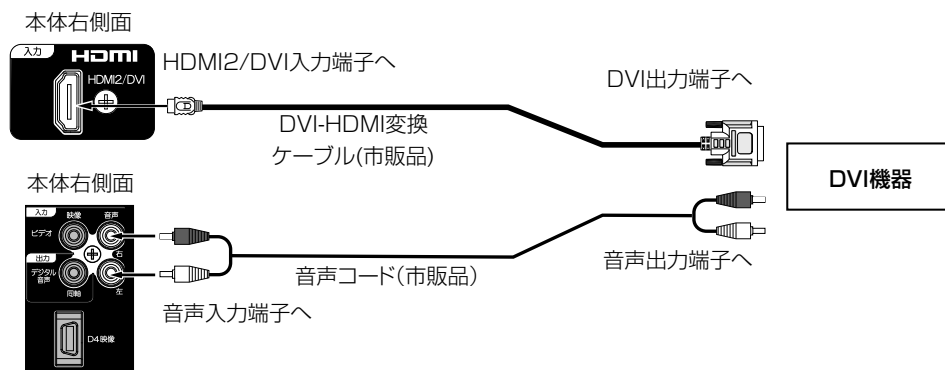 本体右側面
入力 HDMI
HDMI2/DVI
HDMI2/DVI入力端子へ
DVI出力端子へ
DVI-HDMI変換
ケーブル(市販品)
DVI機器
本体右側面
入力 映像 音声
ビデオ
右
出力
デジタル
音声
同軸
左
D4映像
音声コード(市販品)
音声出力端子へ
音声入力端子へ